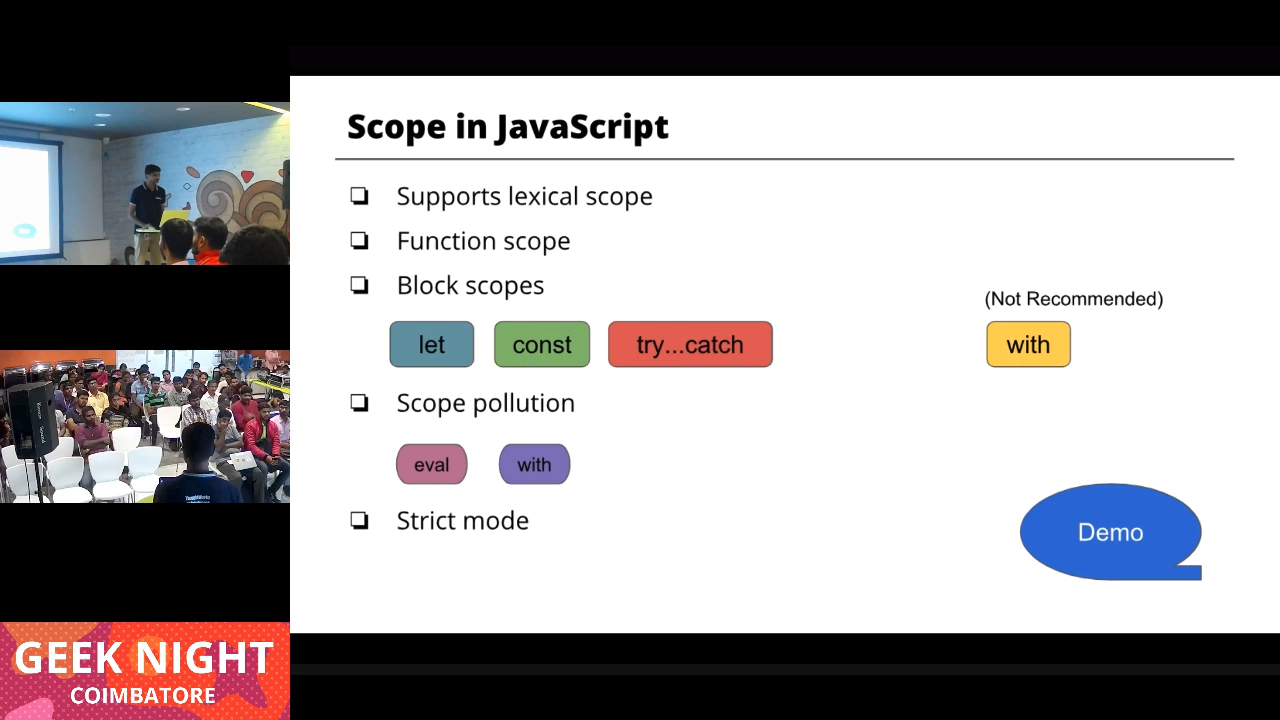 Scope in JavaScript
❏ Supports lexical scope
❏ Function scope
❏ Block scopes
(Not Recommended)
let const try...catch with
❏ Scope pollution
eval with
❏ Strict mode
Demo
GEEK NIGHT
COIMBATORE